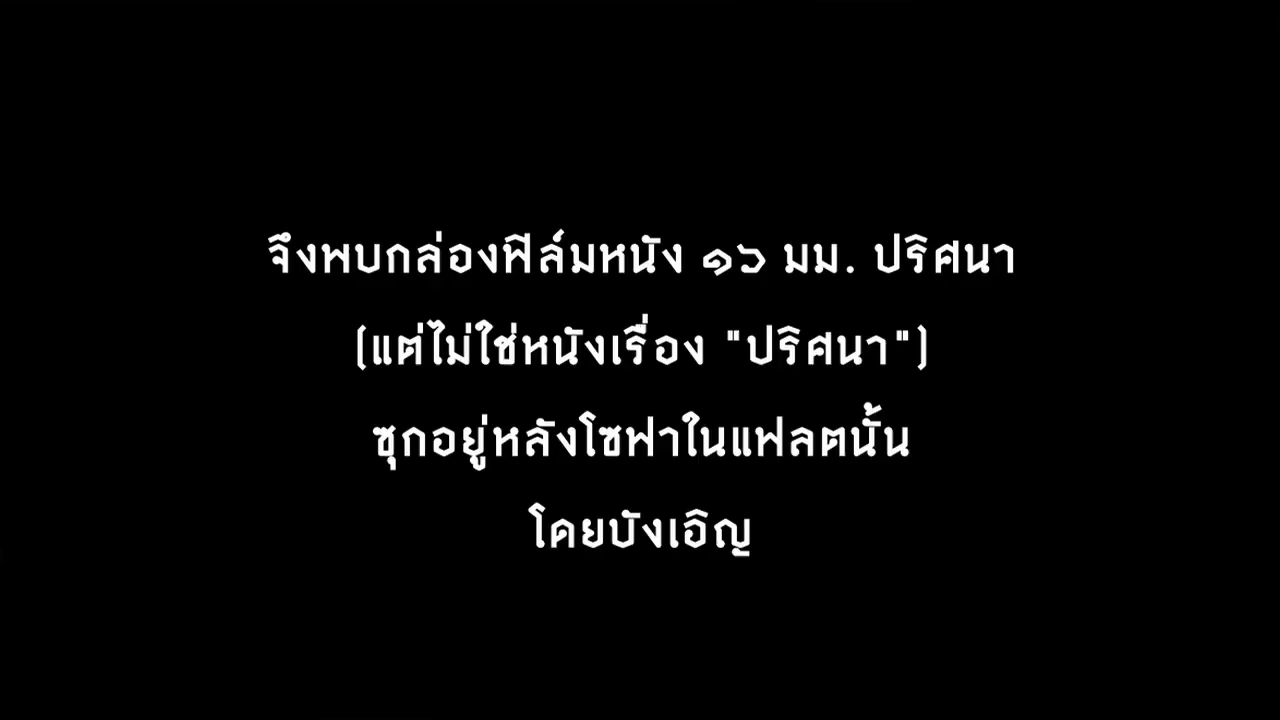 จึงพบกล่องฟิล์มหนัง ๑๖ มม. ปริศนา
(แต่ไม่ใช่หนังเรื่อง "ปริศนา")
ซุกอยู่หลังโซฟาในแฟลตนั้น
โดยบังเอิญ